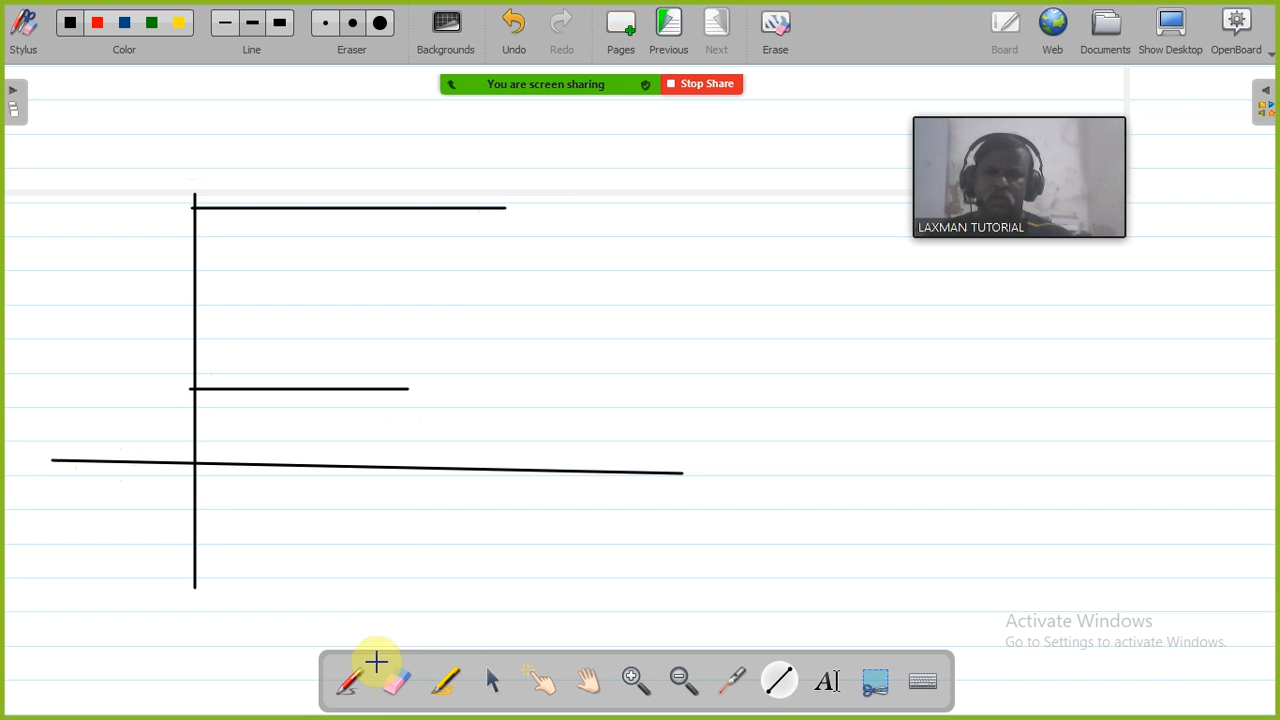 Stylus
Color
Line
Eraser
Backgrounds
Undo
Redo
Pages
Previous
Next
Erase
Board
Web
Documents
Show Desktop
OpenBoard
You are screen sharing
Stop Share
LAXMAN TUTORIAL
Activate Windows
Go to Settings to activate Windows.
AI